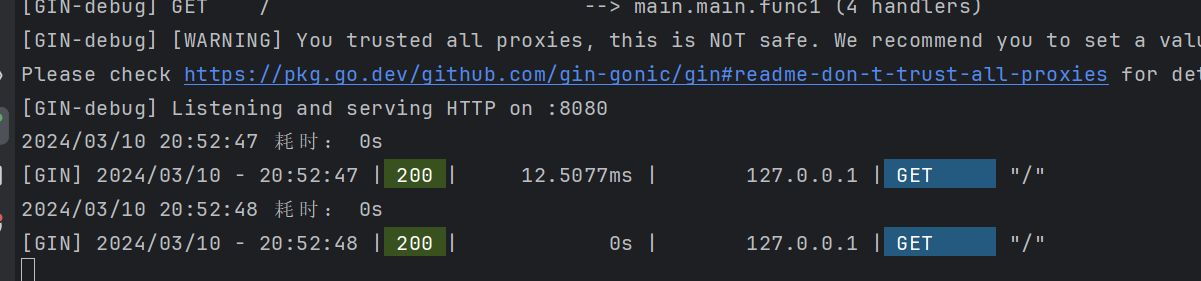 [GIN-debug] GET / --> main.main.func1 (4 handlers)
[GIN-debug] [WARNING] You trusted all proxies, this is NOT safe. We recommend you to set a valu
Please check https://pkg.go.dev/github.com/gin-gonic/gin#readme-don-t-trust-all-proxies for det
[GIN-debug] Listening and serving HTTP on :8080
2024/03/10 20:52:47 耗时： 0s
[GIN] 2024/03/10 - 20:52:47 | 200 | 12.5077ms | 127.0.0.1 | GET "/"
2024/03/10 20:52:48 耗时： 0s
[GIN] 2024/03/10 - 20:52:48 | 200 | 0s | 127.0.0.1 | GET "/"